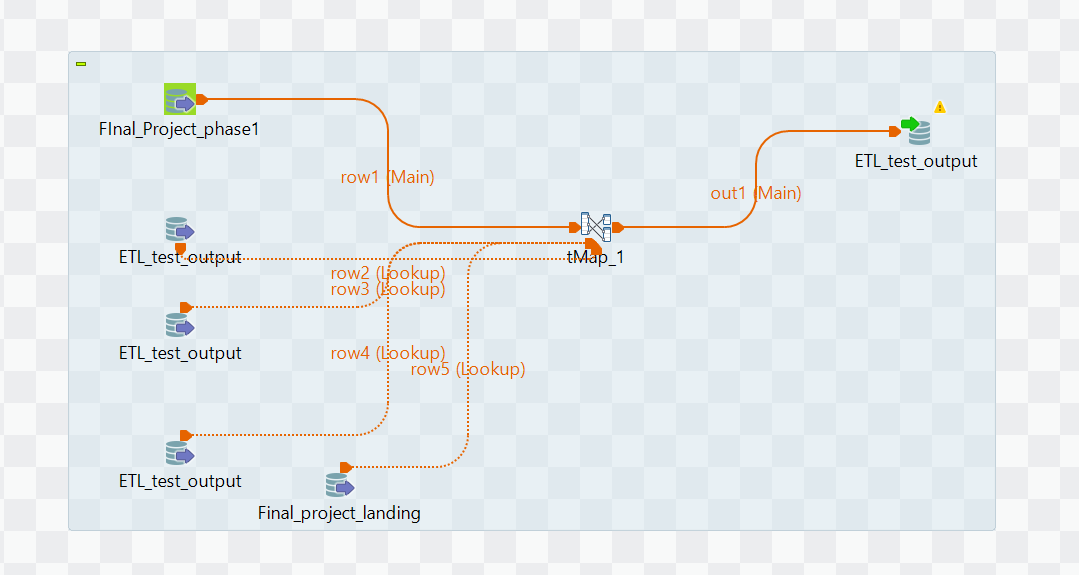 FInal_Project_phase1
ETL_test_output
row1 (Main)
out1 (Main)
ETL_test_output
tMap_1
row2 (Lookup)
row3 (Lookup)
ETL_test_output
row4 (Lookup)
row5 (Lookup)
ETL_test_output
Final_project_landing